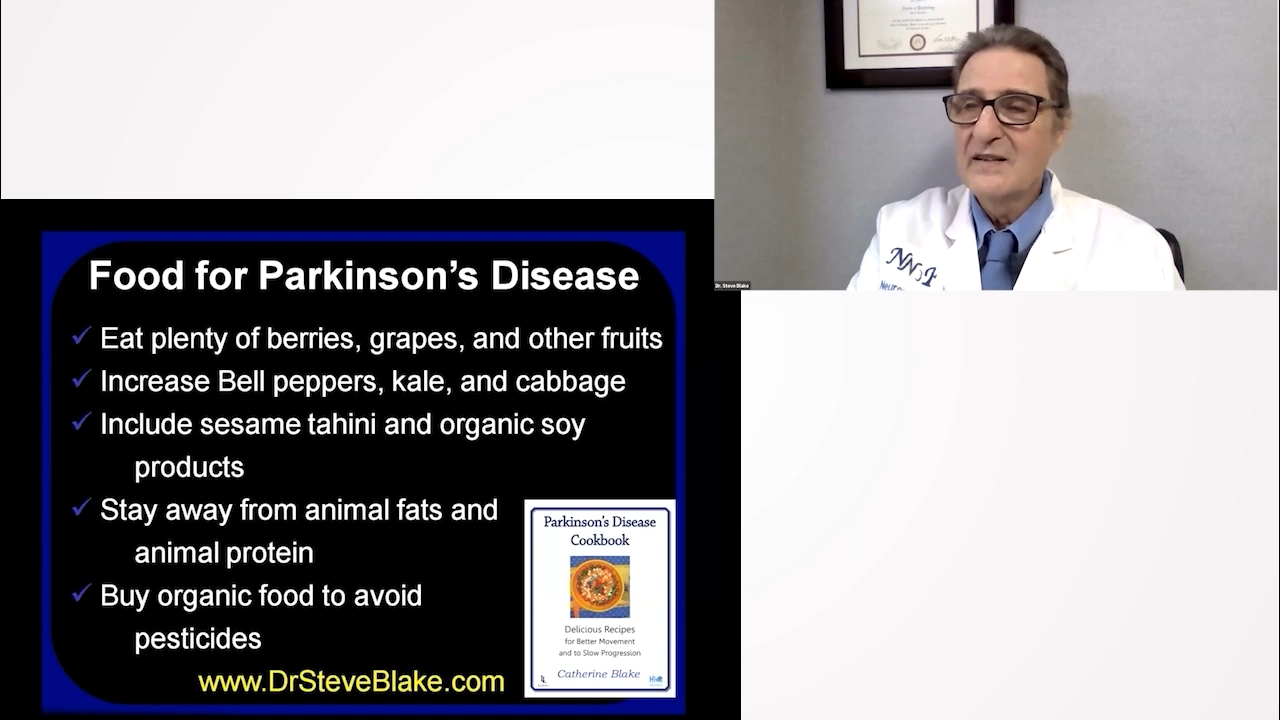 Food for Parkinson's Disease
✓ Eat plenty of berries, grapes, and other fruits
✓ Increase Bell peppers, kale, and cabbage
✓ Include sesame tahini and organic soy
products
✓ Stay away from animal fats and
animal protein
✓ Buy organic food to avoid
pesticides
www.DrSteveBlake.com
Parkinson's Disease
Cookbook
Delicious Recipes
for Better Movement
and to Slow Progression
Catherine Blake
Dr. Steve Blake